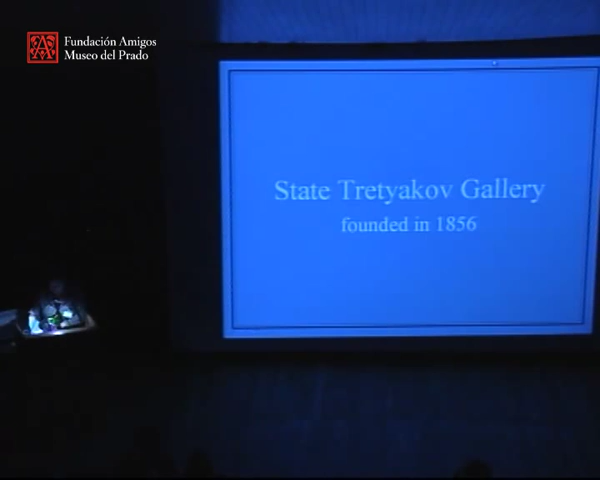 Fundación Amigos
Museo del Prado
State Tretyakov Gallery
founded in 1856